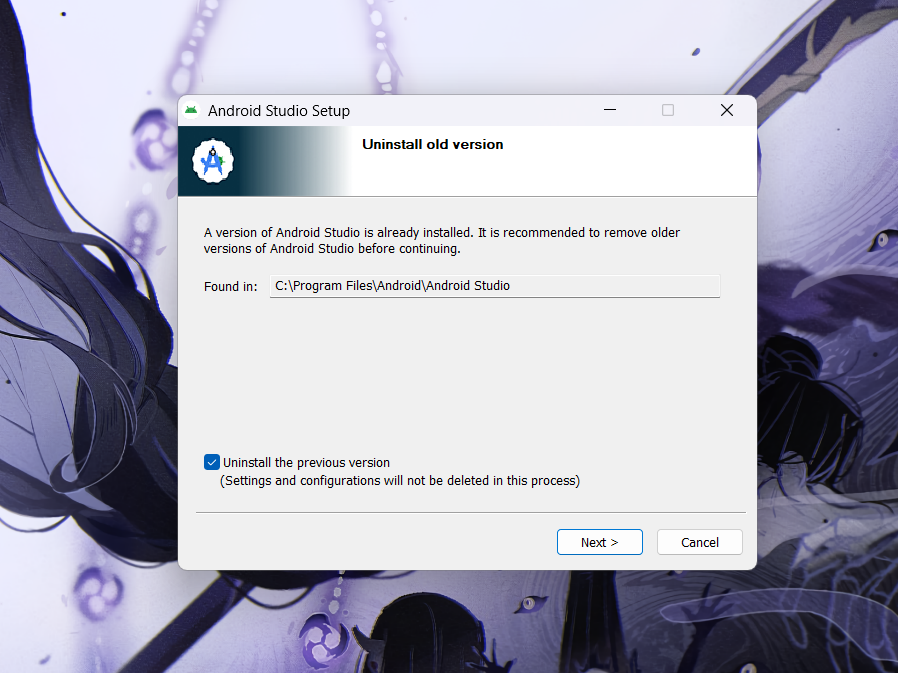 Android Studio Setup
Uninstall old version
A version of Android Studio is already installed. It is recommended to remove older
versions of Android Studio before continuing.
Found in: C:\Program Files\Android\Android Studio
Uninstall the previous version
(Settings and configurations will not be deleted in this process)
Next > Cancel